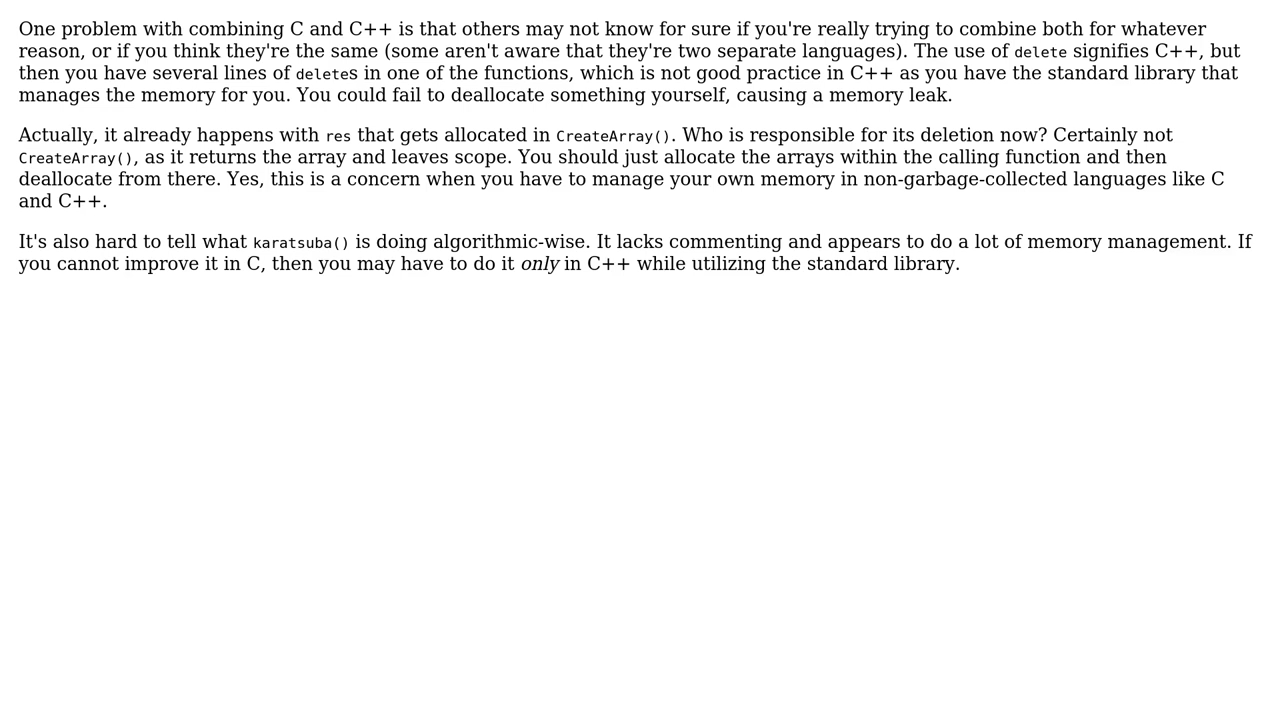 One problem with combining C and C++ is that others may not know for sure if you're really trying to combine both for whatever
reason, or if you think they're the same (some aren't aware that they're two separate languages). The use of delete signifies C++, but
then you have several lines of deletes in one of the functions, which is not good practice in C++ as you have the standard library that
manages the memory for you. You could fail to deallocate something yourself, causing a memory leak.
Actually, it already happens with res that gets allocated in CreateArray(). Who is responsible for its deletion now? Certainly not
CreateArray(), as it returns the array and leaves scope. You should just allocate the arrays within the calling function and then
deallocate from there. Yes, this is a concern when you have to manage your own memory in non-garbage-collected languages like C
and C++.
It's also hard to tell what karatsuba() is doing algorithmic-wise. It lacks commenting and appears to do a lot of memory management. If
you cannot improve it in C, then you may have to do it only in C++ while utilizing the standard library.